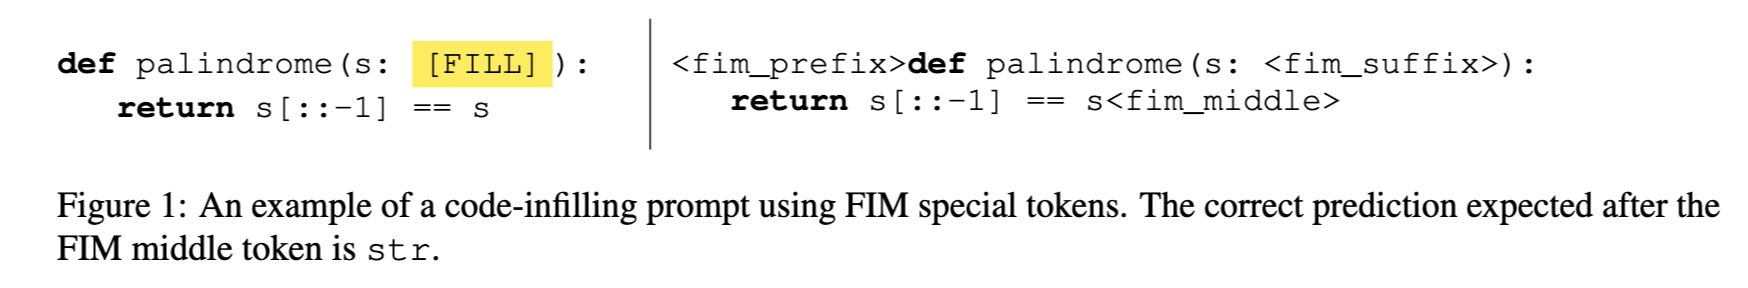 def palindrome(s: [FILL]):
    return s[::-1] == s
<fim_prefix>def palindrome(s: <fim_suffix>):
    return s[::-1] == s<fim_middle>
Figure 1: An example of a code-infilling prompt using FIM special tokens. The correct prediction expected after the
FIM middle token is str.